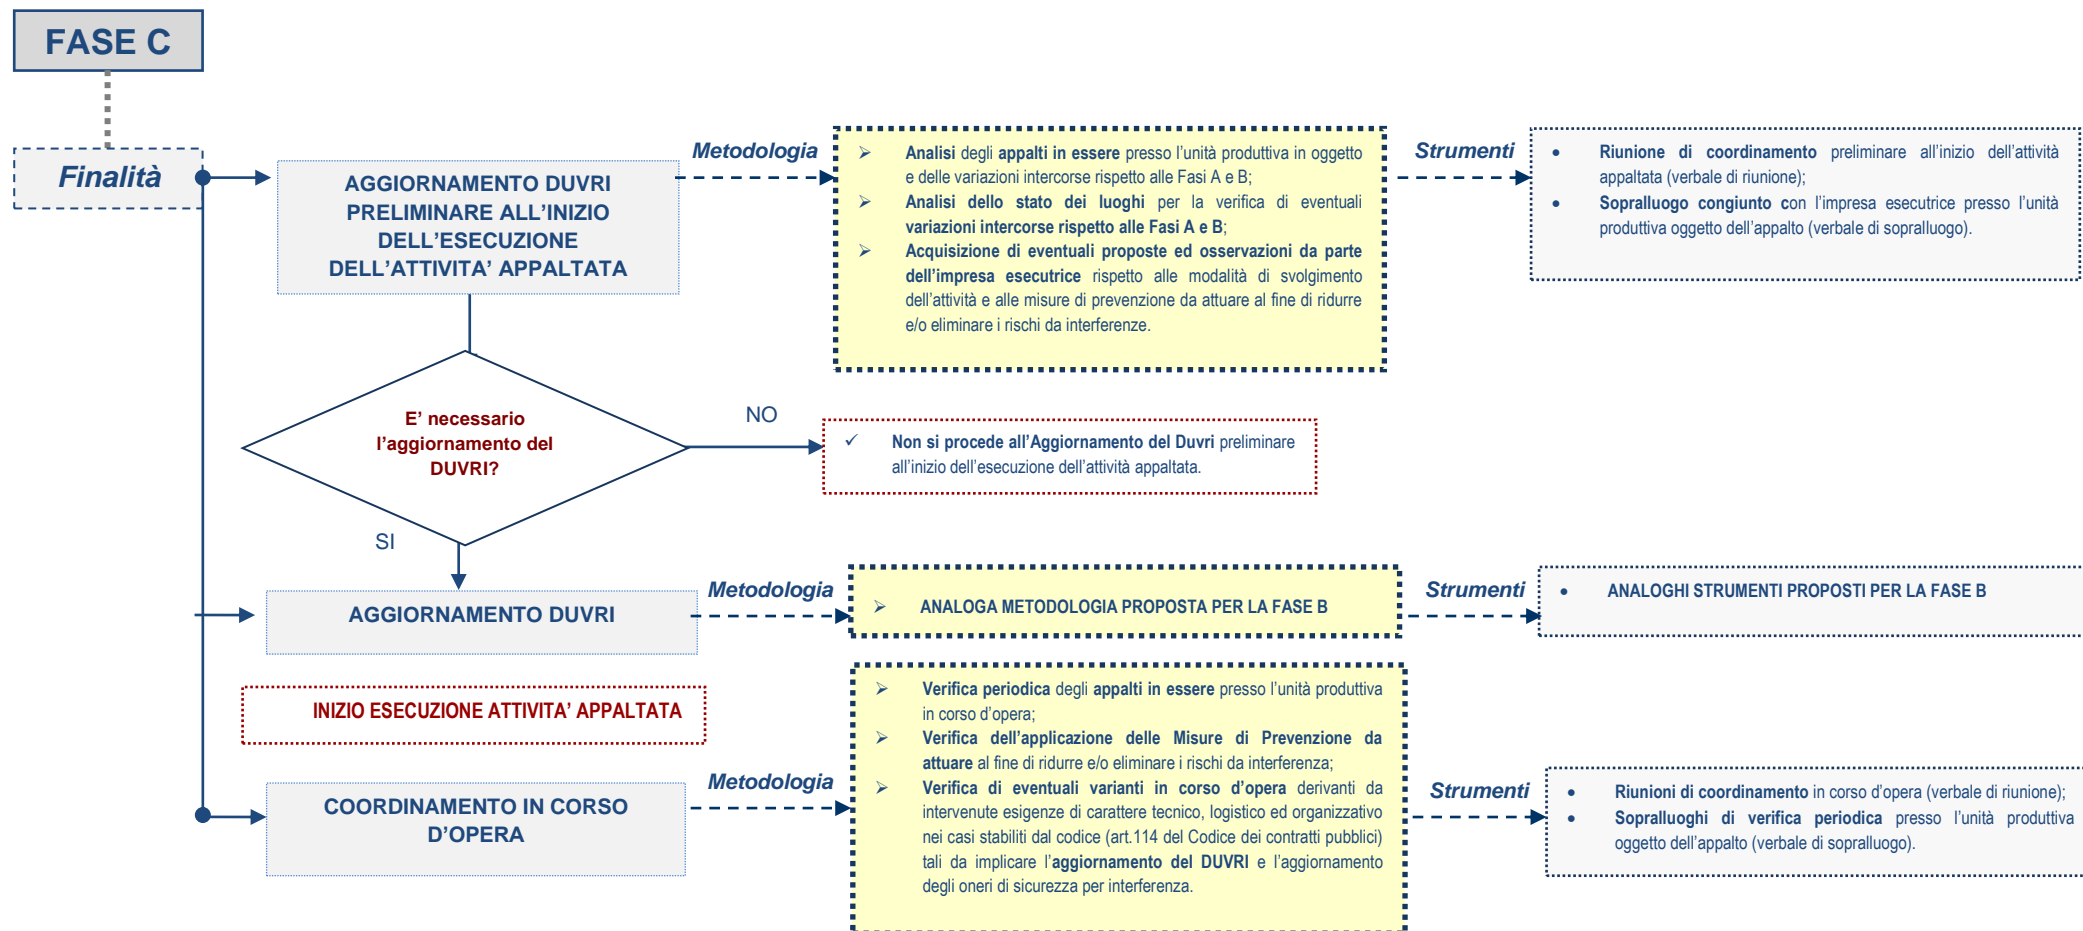 FASE C
Finalità
AGGIORNAMENTO DUVRI
PRELIMINARE ALL’INIZIO
DELL’ESECUZIONE
DELL’ATTIVITA’ APPALTATA
Metodologia
➢ Analisi degli appalti in essere presso l’unità produttiva in oggetto
e delle variazioni intercorse rispetto alle Fasi A e B;
➢ Analisi dello stato dei luoghi per la verifica di eventuali
variazioni intercorse rispetto alle Fasi A e B;
➢ Acquisizione di eventuali proposte ed osservazioni da parte
dell’impresa esecutrice rispetto alle modalità di svolgimento
dell’attività e alle misure di prevenzione da attuare al fine di ridurre
e/o eliminare i rischi da interferenze.
Strumenti
• Riunione di coordinamento preliminare all’inizio dell’attività
appaltata (verbale di riunione);
• Sopralluogo congiunto con l’impresa esecutrice presso l’unità
produttiva oggetto dell’appalto (verbale di sopralluogo).
E’ necessario
l’aggiornamento del
DUVRI?
NO
✓ Non si procede all’Aggiornamento del Duvri preliminare
all’inizio dell’esecuzione dell’attività appaltata.
SI
AGGIORNAMENTO DUVRI
Metodologia
➢ ANALOGA METODOLOGIA PROPOSTA PER LA FASE B
Strumenti
• ANALOGHI STRUMENTI PROPOSTI PER LA FASE B
INIZIO ESECUZIONE ATTIVITA’ APPALTATA
COORDINAMENTO IN CORSO
D’OPERA
Metodologia
➢ Verifica periodica degli appalti in essere presso l’unità produttiva
in corso d’opera;
➢ Verifica dell’applicazione delle Misure di Prevenzione da
attuare al fine di ridurre e/o eliminare i rischi da interferenza;
➢ Verifica di eventuali varianti in corso d’opera derivanti da
intervenute esigenze di carattere tecnico, logistico ed organizzativo
nei casi stabiliti dal codice (art.114 del Codice dei contratti pubblici)
tali da implicare l’aggiornamento del DUVRI e l’aggiornamento
degli oneri di sicurezza per interferenza.
Strumenti
• Riunioni di coordinamento in corso d’opera (verbale di riunione);
• Sopralluoghi di verifica periodica presso l’unità produttiva
oggetto dell’appalto (verbale di sopralluogo).